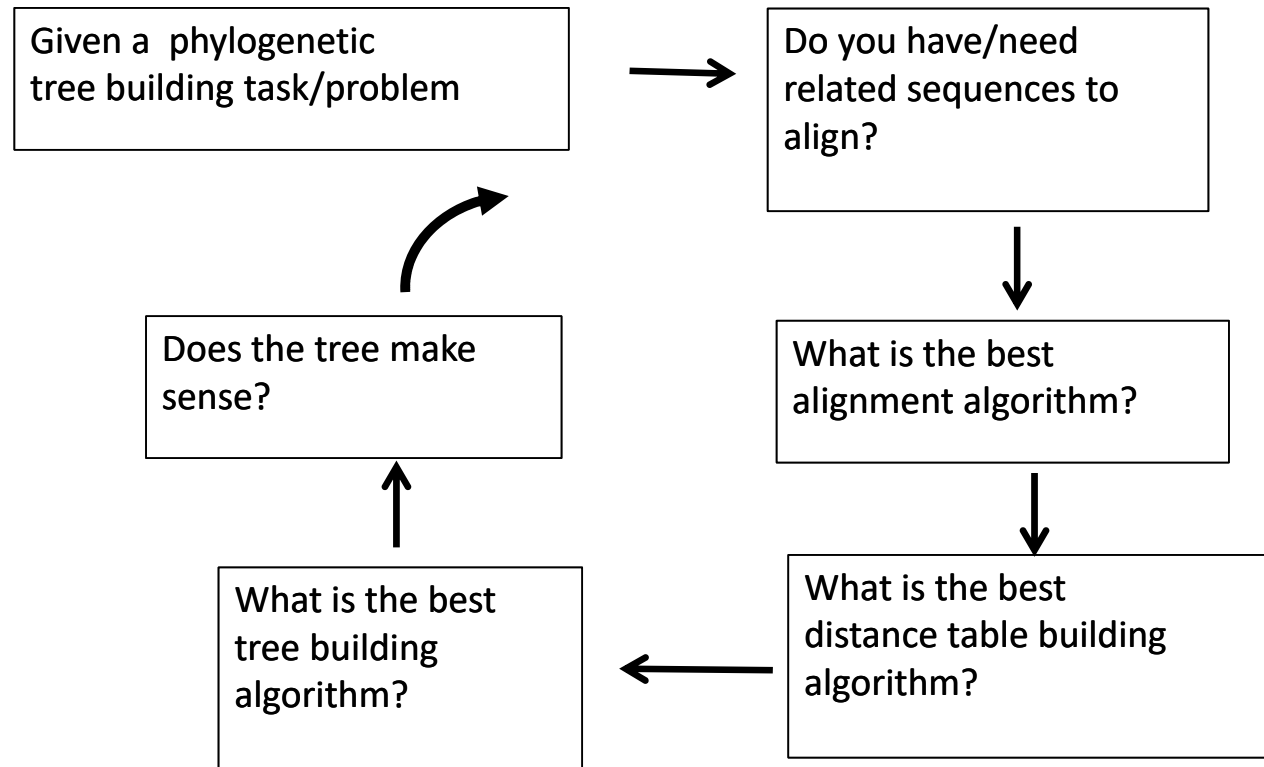 Given a  phylogenetic
tree building task/problem
Do you have/need
related sequences to
align?
What is the best
alignment algorithm?
What is the best
distance table building
algorithm?
What is the best
tree building
algorithm?
Does the tree make
sense?